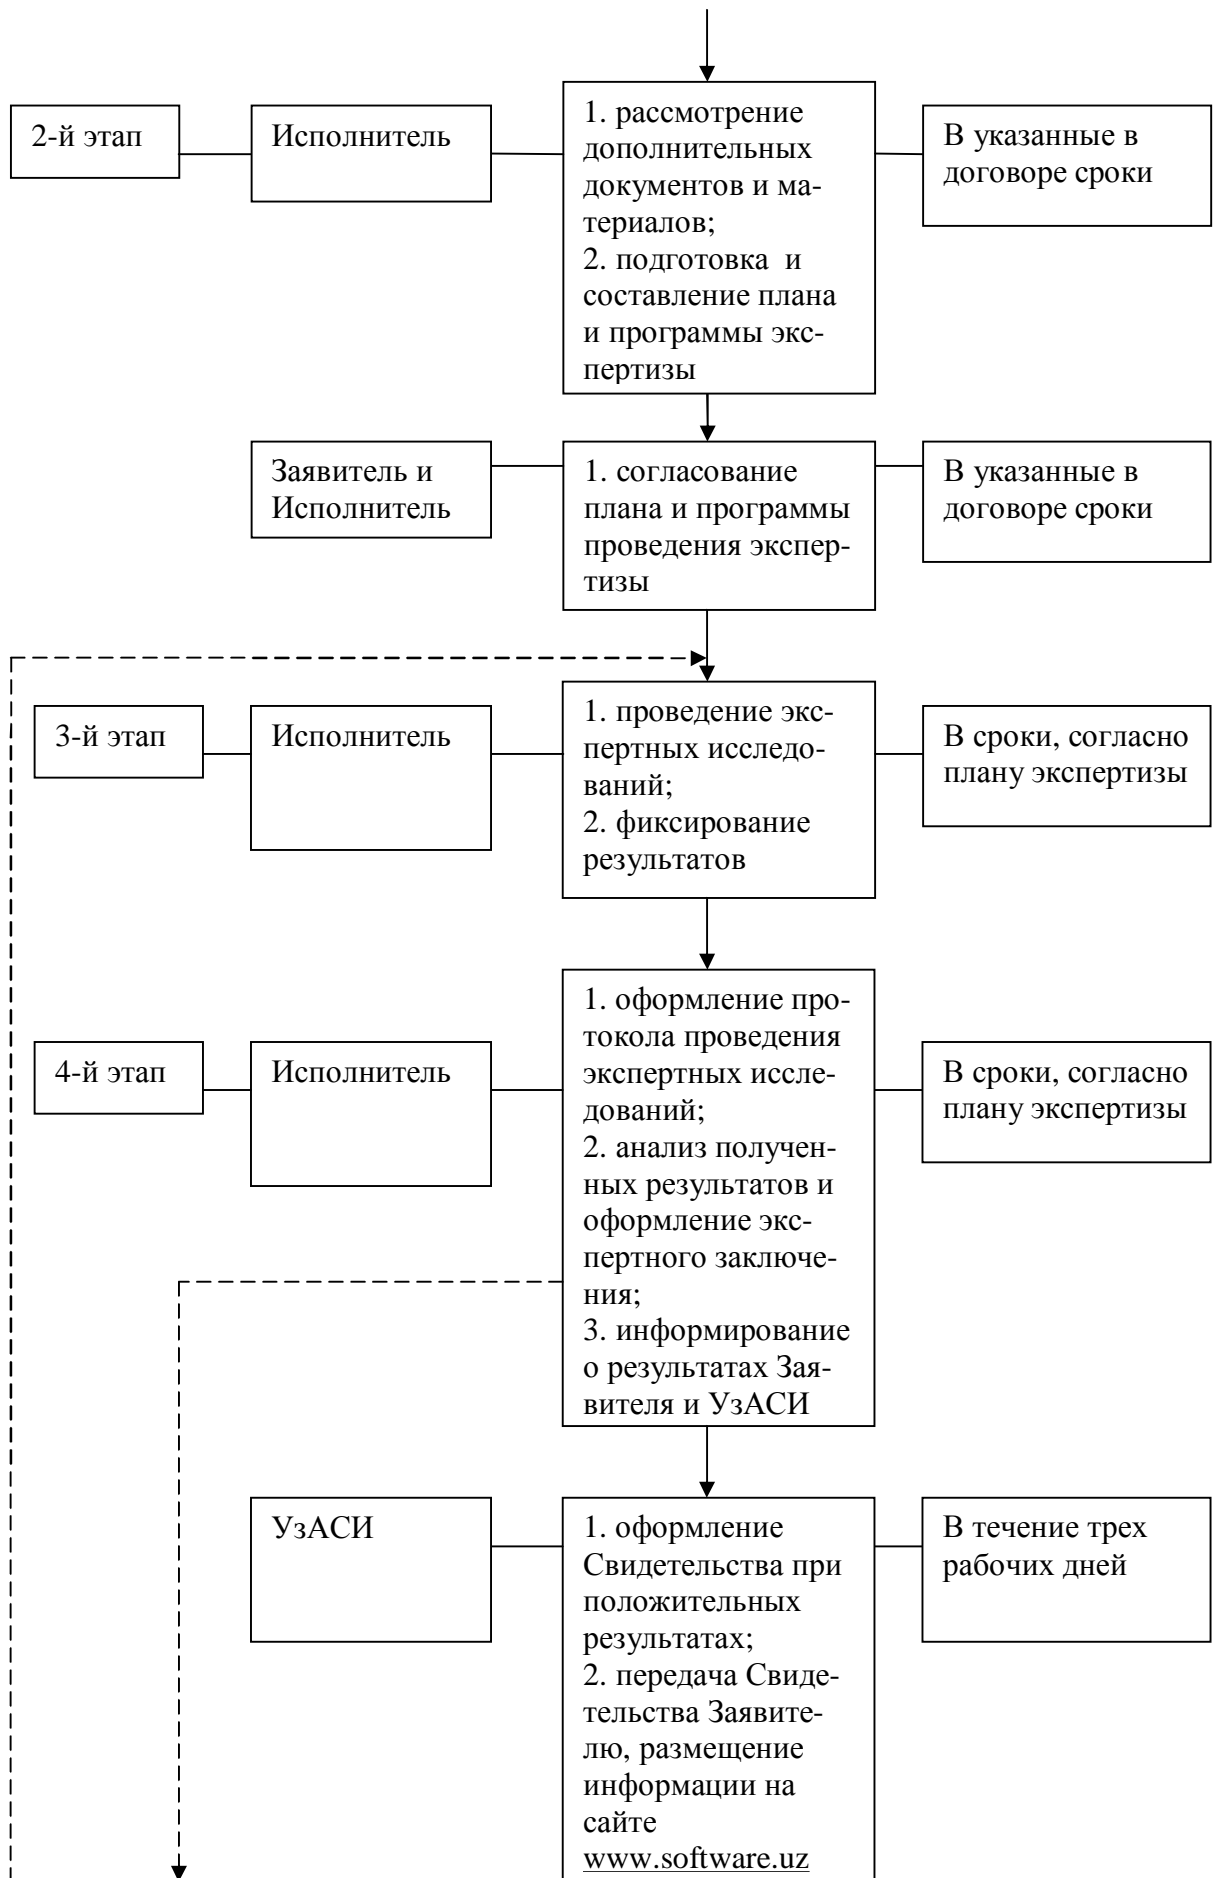 2-й этап
Исполнитель
1. рассмотрение
дополнительных
документов и ма-
териалов;
2. подготовка и
составление плана
и программы экс-
пертизы
В указанные в
договоре сроки
Заявитель и
Исполнитель
1. согласование
плана и программы
проведения экспер-
тизы
В указанные в
договоре сроки
3-й этап
Исполнитель
1. проведение экс-
пертных исследо-
ваний;
2. фиксирование
результатов
В сроки, согласно
плану экспертизы
4-й этап
Исполнитель
1. оформление про-
токола проведения
экспертных иссле-
дований;
2. анализ получен-
ных результатов и
оформление экс-
пертного заключе-
ния;
3. информирование
о результатах Зая-
вителя и УзАСИ
В сроки, согласно
плану экспертизы
УзАСИ
1. оформление
Свидетельства при
положительных
результатах;
2. передача Свиде-
тельства Заявите-
лю, размещение
информации на
сайте
www.software.uz
В течение трех
рабочих дней